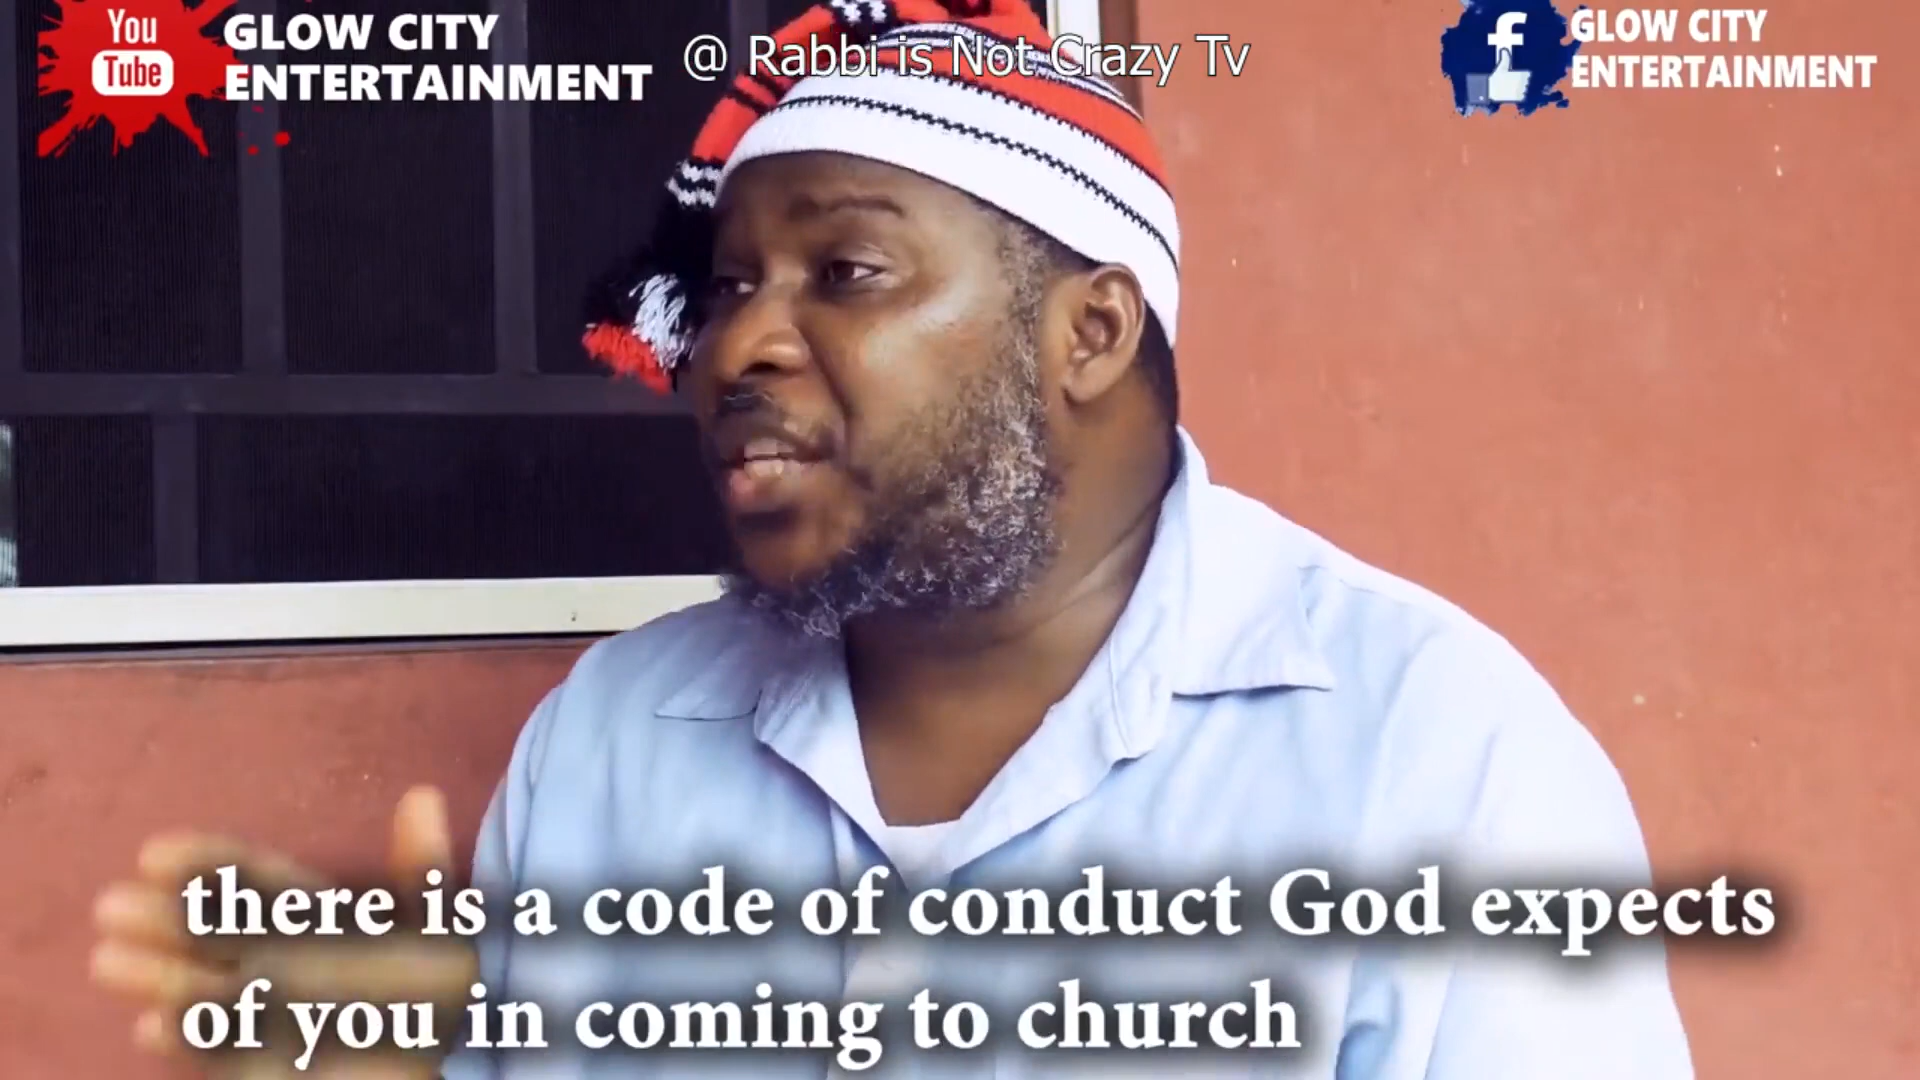 You
Tube
GLOW CITY
ENTERTAINMENT
@ Rabbi is Not Crazy Tv
f
GLOW CITY
ENTERTAINMENT
there is a code of conduct God expects
of you in coming to church